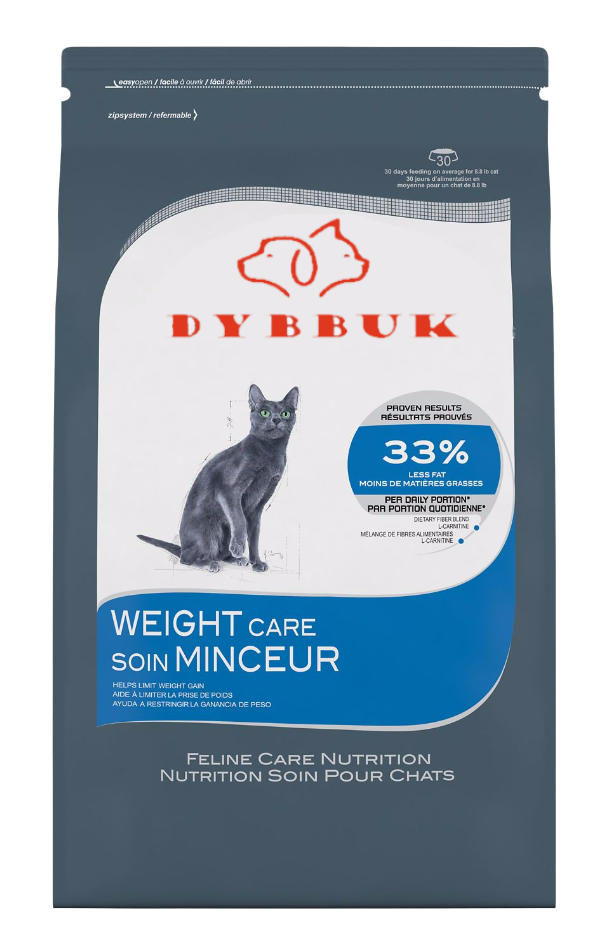 easyopen / facile à ouvrir / fácil de abrir
zipsystem / refermable
30
30 days feeding on average for 8.8 lb cat
30 jours d'alimentation en
moyenne pour un chat de 8.8 lb
DYBBUK
PROVEN RESULTS
RÉSULTATS PROUVÉS
33%
LESS FAT
MOINS DE MATIÈRES GRASSES
PER DAILY PORTION*
PAR PORTION QUOTIDIENNE*
DIETARY FIBER BLEND
L-CARNITINE
MÉLANGE DE FIBRES ALIMENTAIRES
L-CARNITINE
WEIGHT CARE
SOIN MINCEUR
HELPS LIMIT WEIGHT GAIN
AIDE À LIMITER LA PRISE DE POIDS
AYUDA A RESTRINGIR LA GANANCIA DE PESO
FELINE CARE NUTRITION
NUTRITION SOIN POUR CHATS